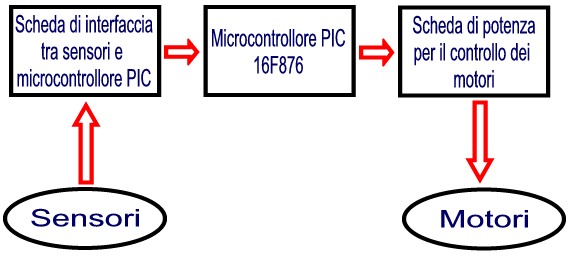 Scheda di interfaccia
tra sensori e
microcontrollore PIC
Microcontrollore PIC
16F876
Scheda di potenza
per il controllo dei
motori
Sensori
Motori